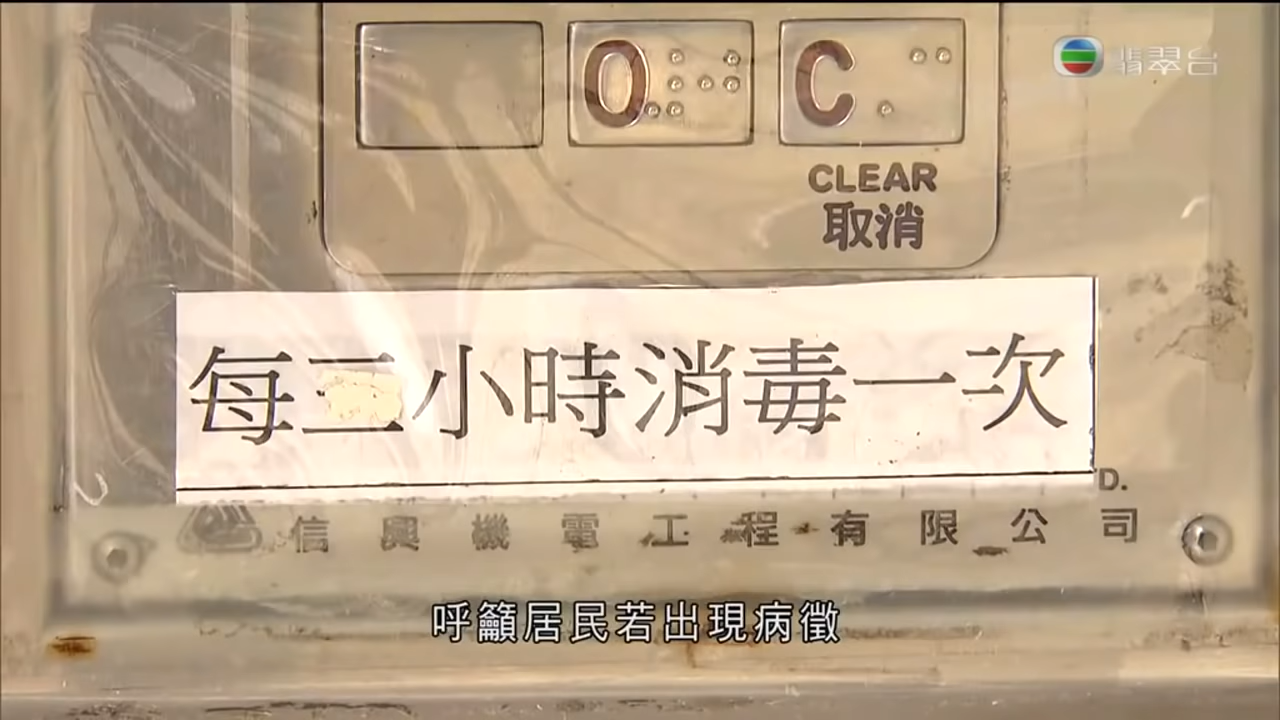 翡翠台
O
C
CLEAR
取消
每二小時消毒一次
D.
信興機電工程有限公司
呼籲居民若出現病徵